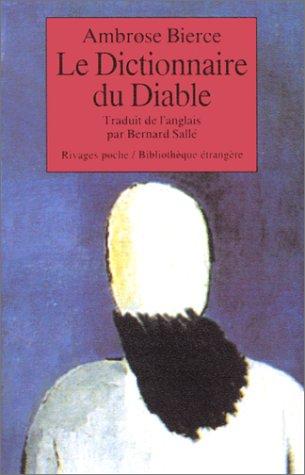 Ambrose Bierce
Le Dictionnaire
du Diable
Traduit de l'anglais
par Bernard Sallé
Rivages poche / Bibliothèque étrangère